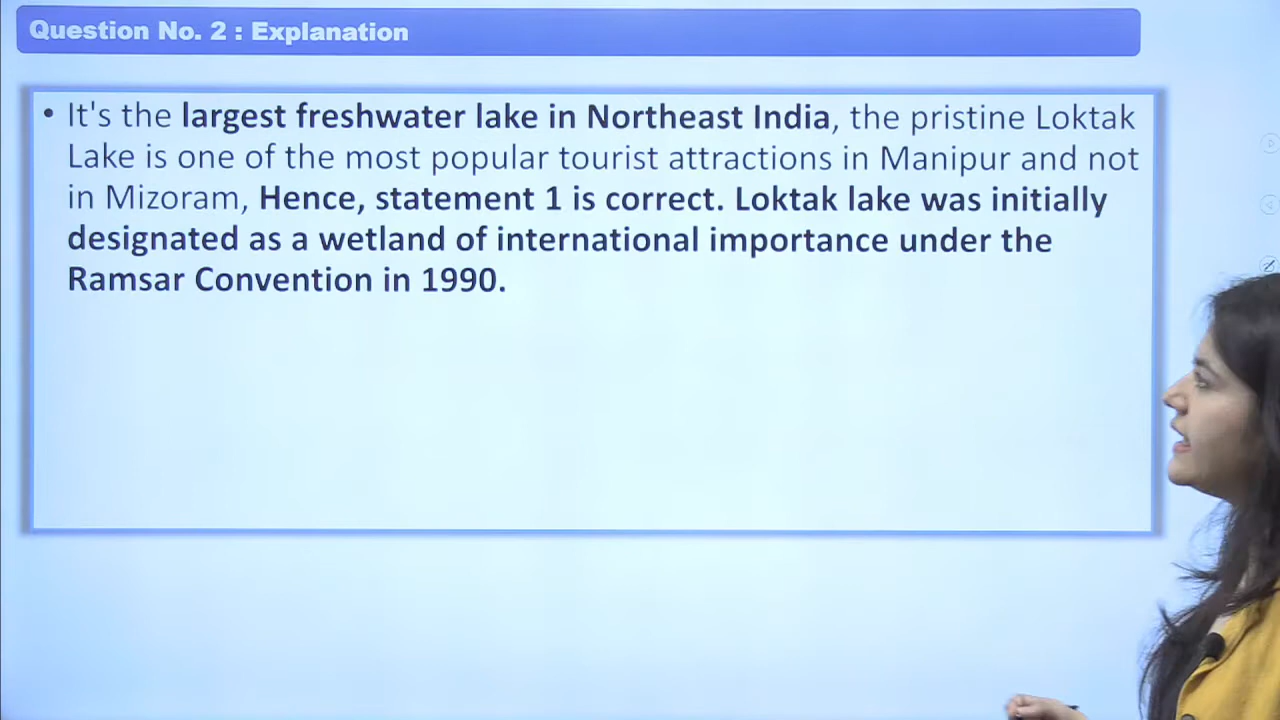 Question No. 2 : Explanation
• It's the largest freshwater lake in Northeast India, the pristine Loktak
Lake is one of the most popular tourist attractions in Manipur and not
in Mizoram, Hence, statement 1 is correct. Loktak lake was initially
designated as a wetland of international importance under the
Ramsar Convention in 1990.